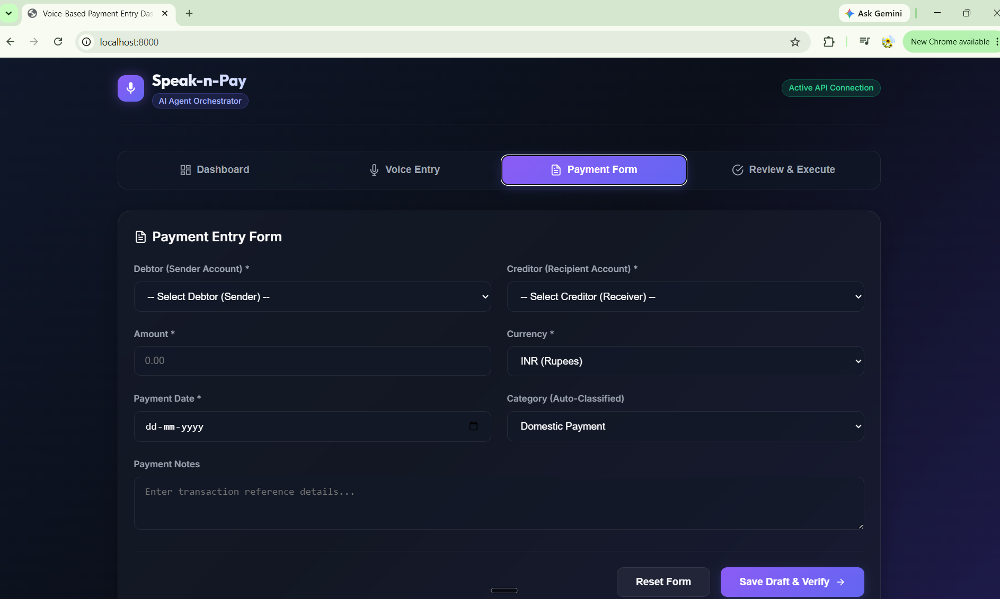 Voice-Based Payment Entry Das
Ask Gemini
localhost:8000
New Chrome available
Speak-n-Pay
AI Agent Orchestrator
Active API Connection
Dashboard
Voice Entry
Payment Form
Review & Execute
Payment Entry Form
Debtor (Sender Account) *
Creditor (Recipient Account) *
-- Select Debtor (Sender) --
-- Select Creditor (Receiver) --
Amount *
Currency *
0.00
INR (Rupees)
Payment Date *
Category (Auto-Classified)
dd-mm-yyyy
Domestic Payment
Payment Notes
Enter transaction reference details...
Reset Form
Save Draft & Verify →